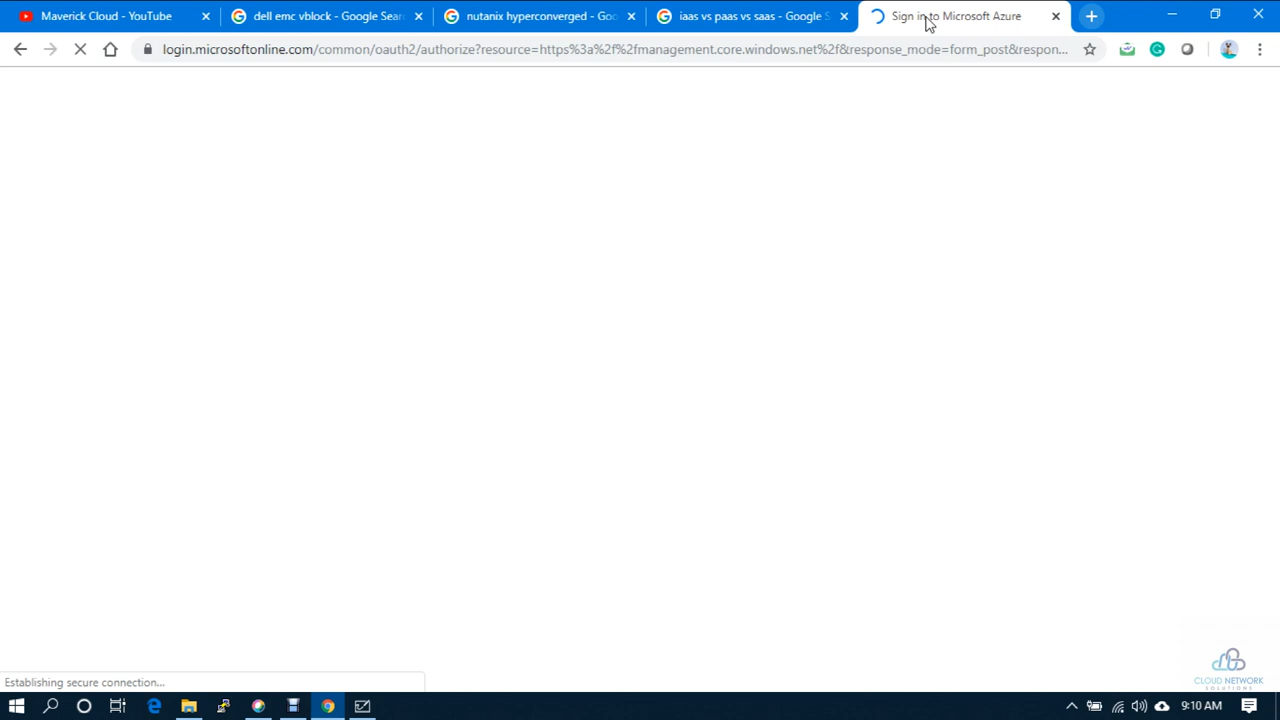 Maverick Cloud - YouTube
dell emc vblock - Google Sear
nutanix hyperconverged - Goo
iaas vs paas vs saas - Google S
Sign in to Microsoft Azure
login.microsoftonline.com/common/oauth2/authorize?resource=https%3a%2f%2fmanagement.core.windows.net%2f&response_mode=form_post&respon...
CLOUD NETWORK
SOLUTIONS
Establishing secure connection...
9:10 AM